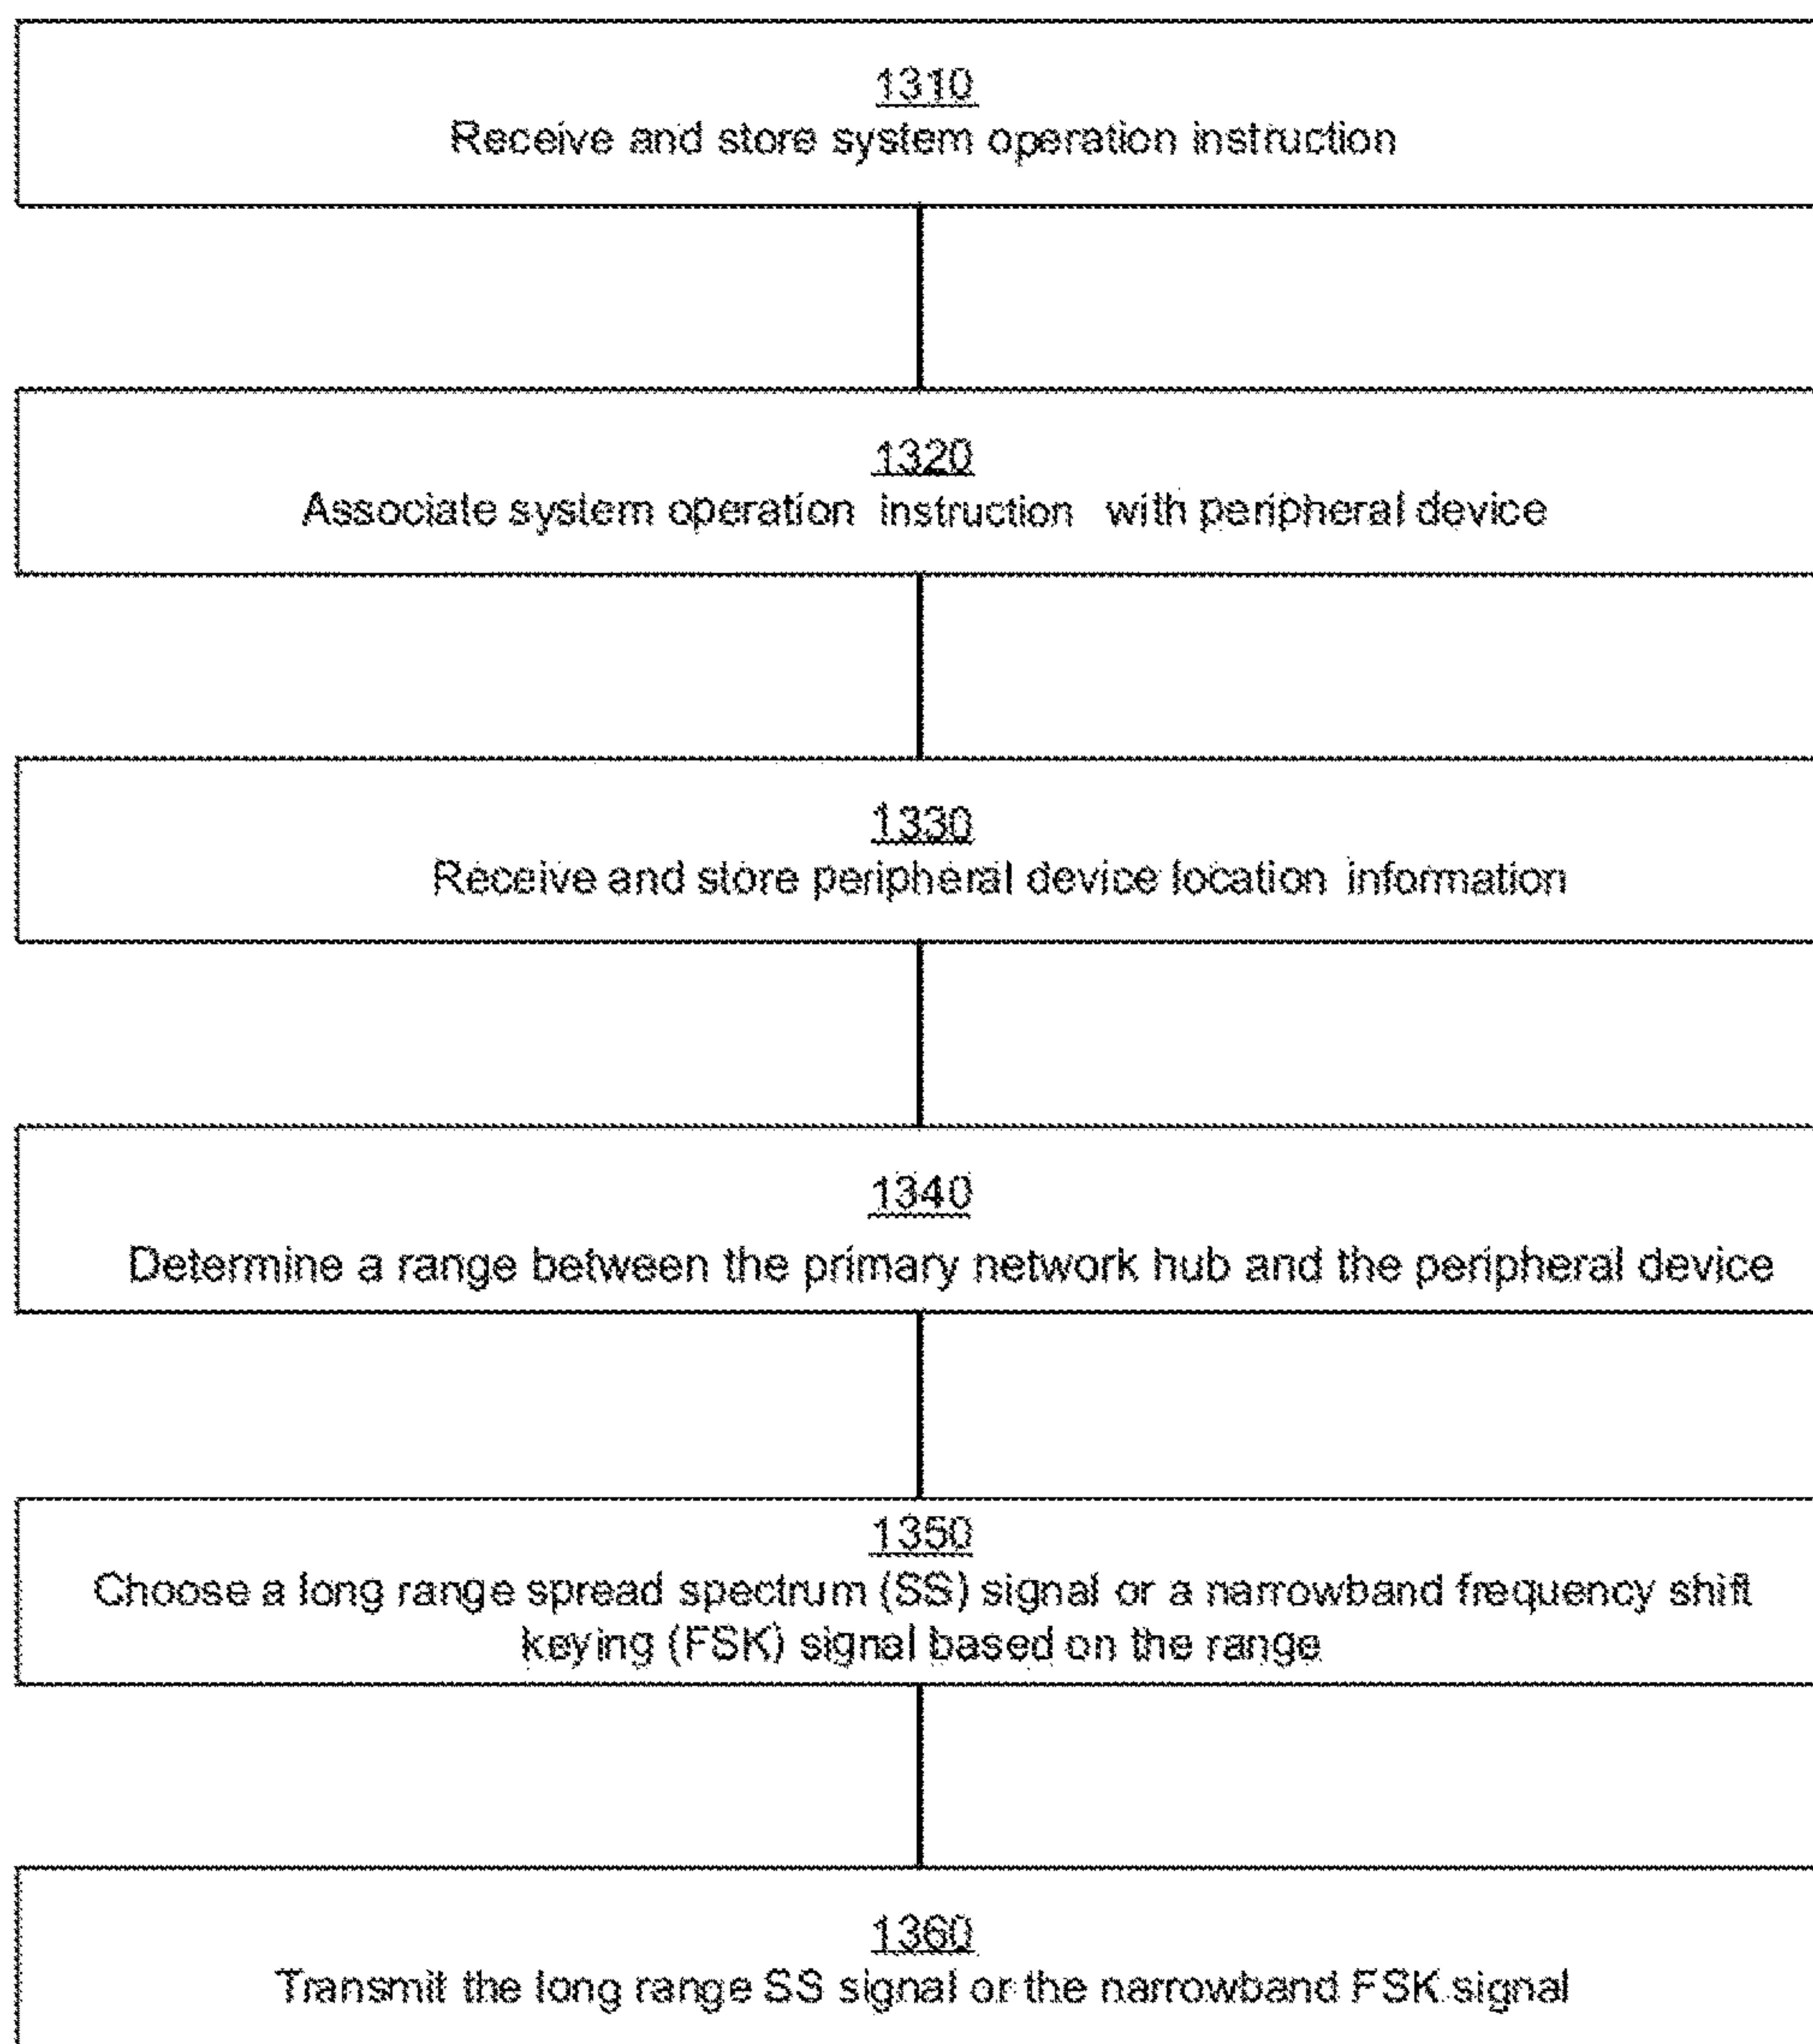 1310
Receive and store system operation instruction
1320
Associate system operation instruction with peripheral device
1330
Receive and store peripheral device location information
1340
Determine a range between the primary network hub and the peripheral device
1350
Choose a long range spread spectrum (SS) signal or a narrowband frequency shift
keying (FSK) signal based on the range
1360
Transmit the long range SS signal or the narrowband FSK signal